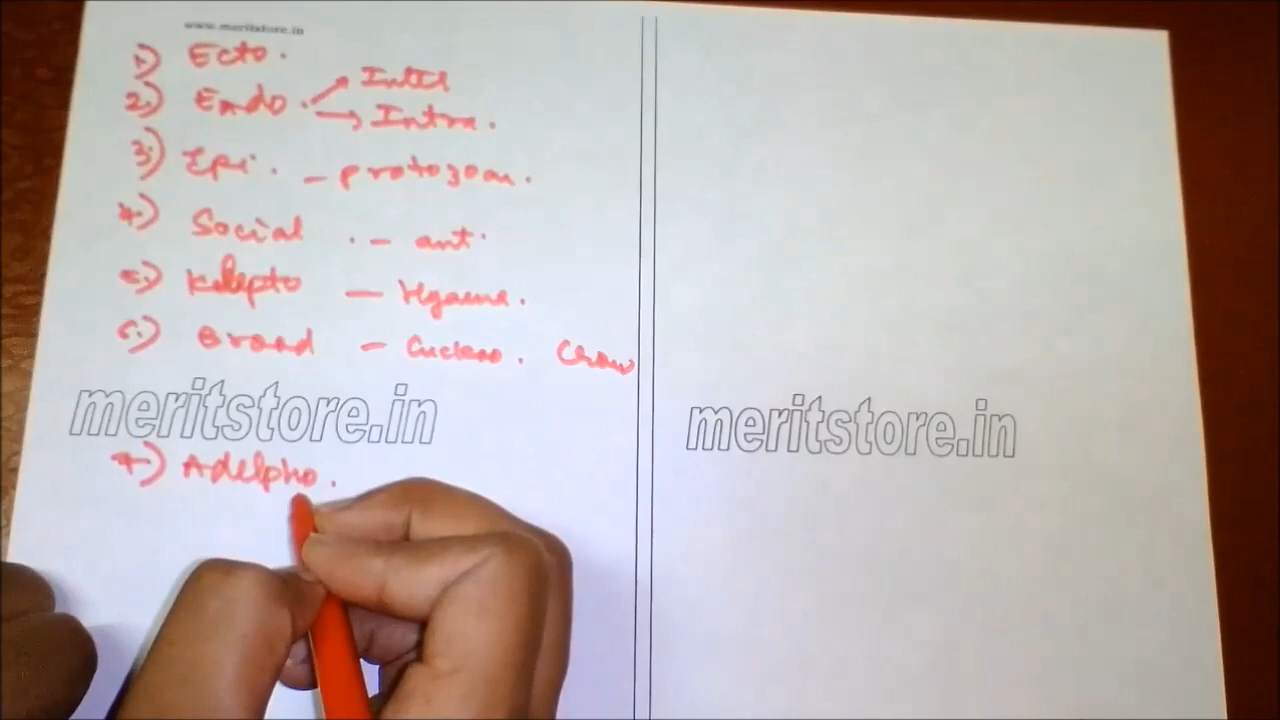 www.meritstore.in
1) Ecto.
2) Endo. → Inter
→ Intra.
3) Epi. - protozoan.
4) Social. - ant.
5) Klepto - Hyaena.
6) Brood - Cuckoo. Crow
meritstore.in
7) Adelpho.
meritstore.in